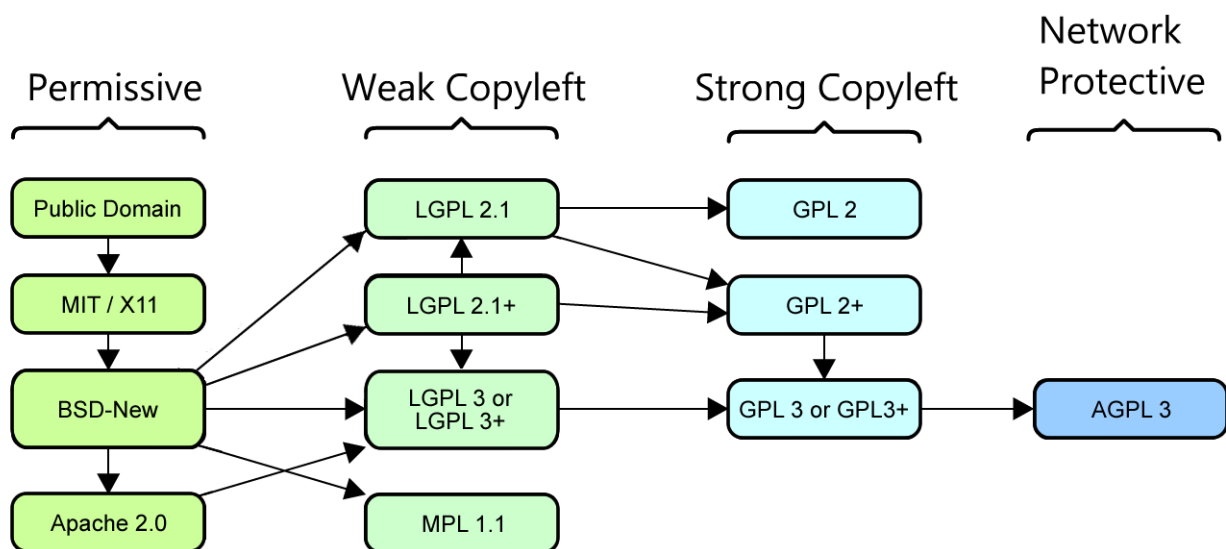 Permissive
Weak Copyleft
Strong Copyleft
Network
Protective
Public Domain
LGPL 2.1
GPL 2
MIT / X11
LGPL 2.1+
GPL 2+
BSD-New
LGPL 3 or
LGPL 3+
GPL 3 or GPL3+
AGPL 3
Apache 2.0
MPL 1.1